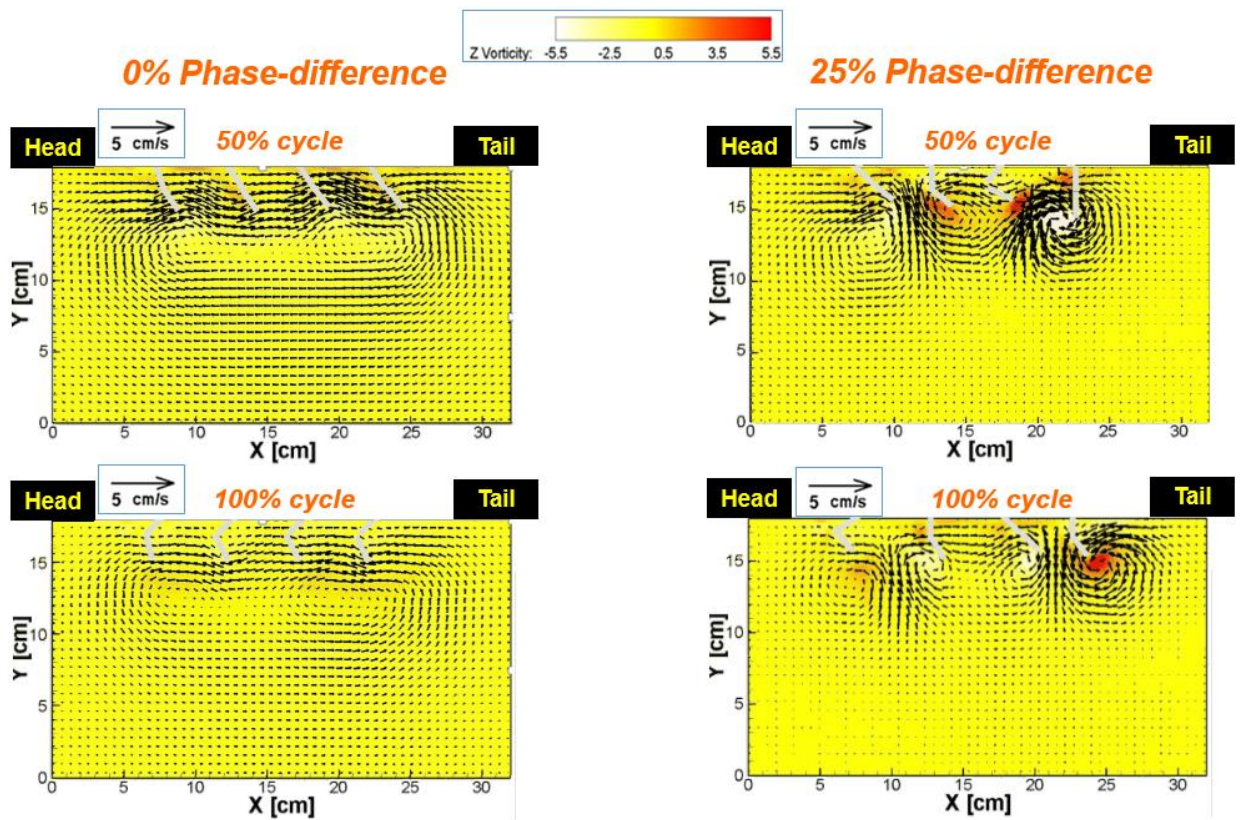 Z Vorticity: -5.5 -2.5 0.5 3.5 5.5
0% Phase-difference
25% Phase-difference
Head
5 cm/s
50% cycle
Tail
Y [cm]
15
10
5
0
0 5 10 15 20 25 30
X [cm]
Head
5 cm/s
50% cycle
Tail
Y [cm]
15
10
5
0
0 5 10 15 20 25 30
X [cm]
Head
5 cm/s
100% cycle
Tail
Y [cm]
15
10
5
0
0 5 10 15 20 25 30
X [cm]
Head
5 cm/s
100% cycle
Tail
Y [cm]
15
10
5
0
0 5 10 15 20 25 30
X [cm]